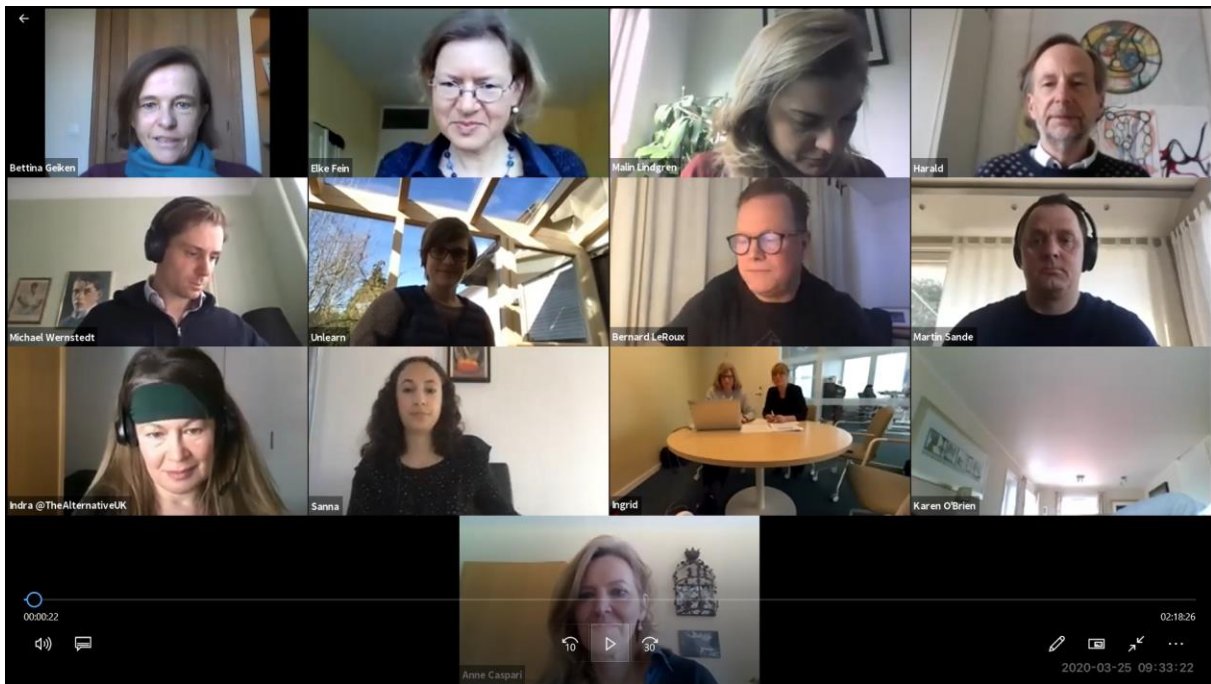 Bettina Geiken
Elke Fein
Malin Lindgren
Harald
Michael Wernstedt
Unlearn
Bernard LeRoux
Martin Sande
Indra @TheAlternativeUK
Sanna
Ingrid
Karen O'Brien
00:00:22
02:18:26
10
30
Anne Caspari
2020-03-25 09:33:22